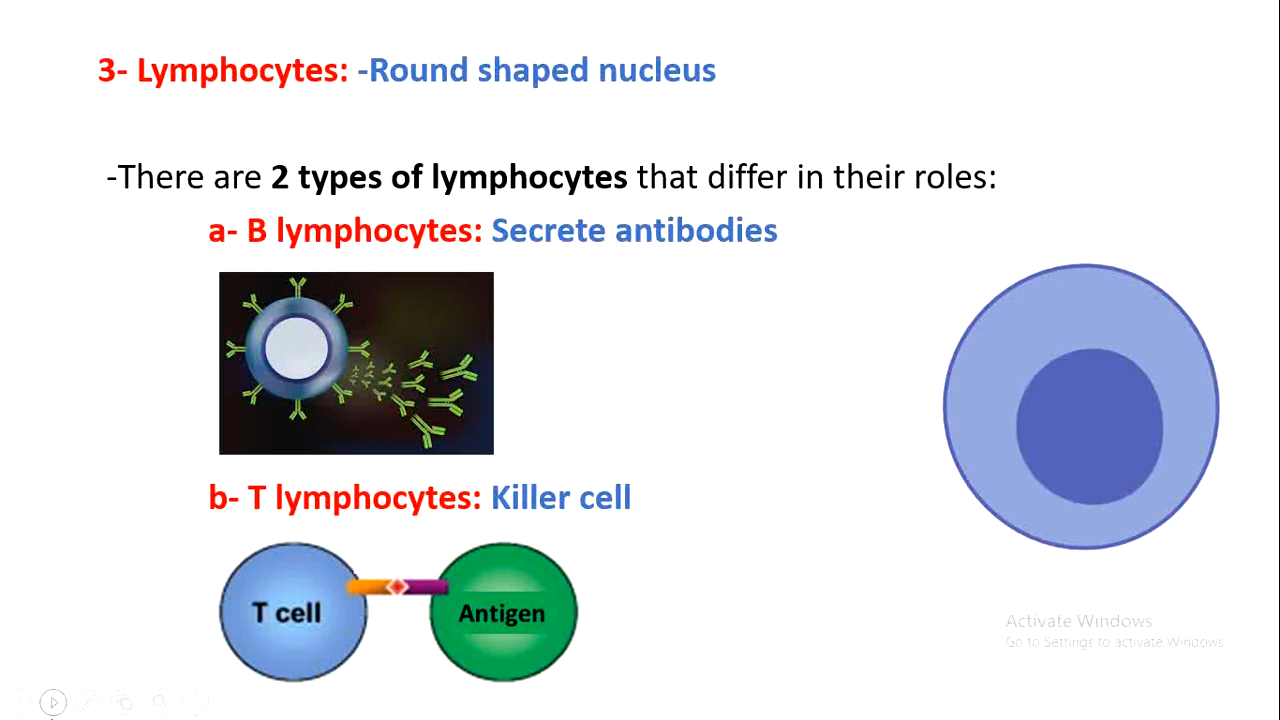 3- Lymphocytes: -Round shaped nucleus
-There are 2 types of lymphocytes that differ in their roles:
a- B lymphocytes: Secrete antibodies
b- T lymphocytes: Killer cell
T cell
Antigen
Activate Windows
Go to Settings to activate Windows.